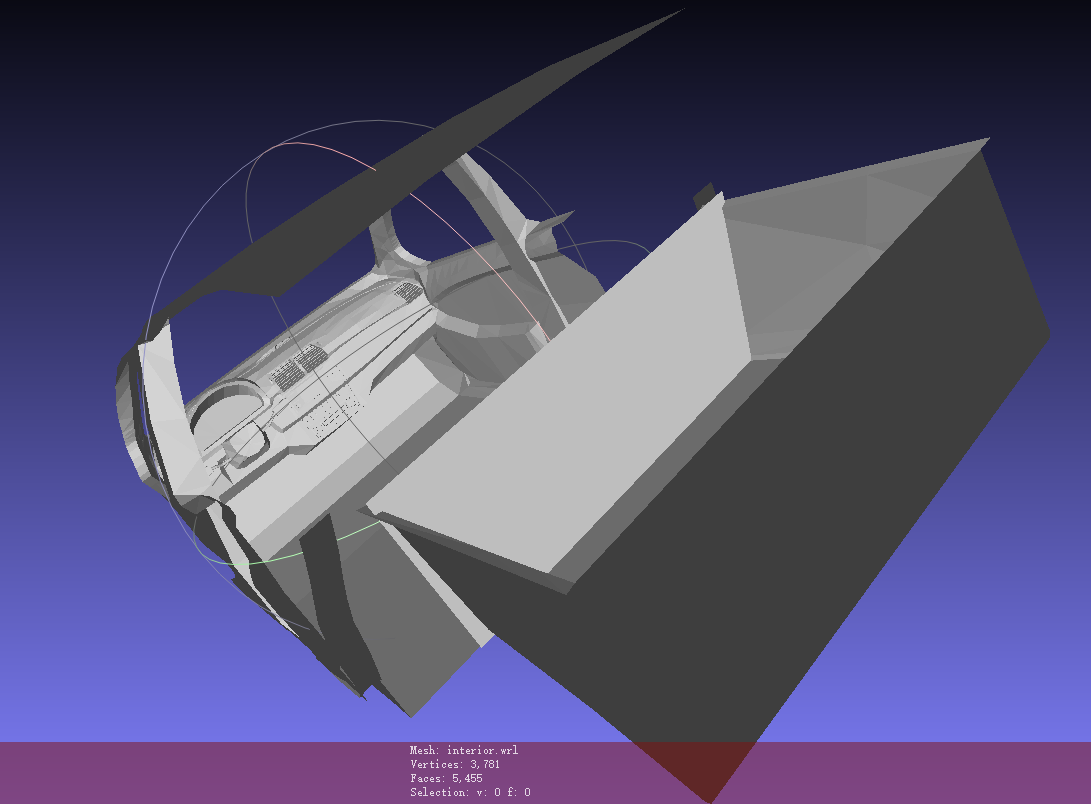 Mesh: interior.wrl
Vertices: 3,781
Faces: 5,455
Selection: v: 0 f: 0